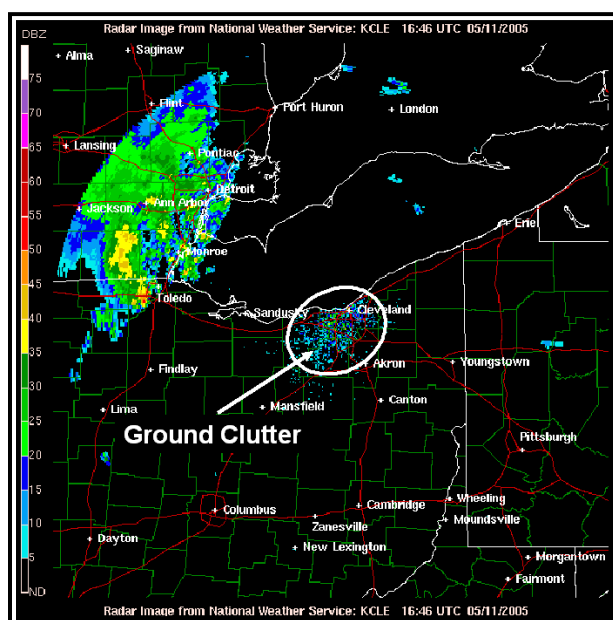 DBZ
Radar Image from National Weather Service: KCLE 16:46 UTC 05/11/2005
Saginaw
Alma
75
Flint
Port Huron
London
70
Lansing
65
Pontiac
60
Detroit
Jackson
Ann Arbor
55
Eriel
50
Monroe
45
Toledo
Sandusky
Cleveland
40
35
Findlay
Akron
Youngstown
30
Mansfield
Canton
Lima
25
Ground Clutter
Pittsburgh
20
15
Columbus
Cambridge
Wheeling
Zanesville
Moundsville
10
Dayton
New Lexington
5
Morgantown
Fairmont
ND
Radar Image from National Weather Service: KCLE 16:46 UTC 05/11/2005